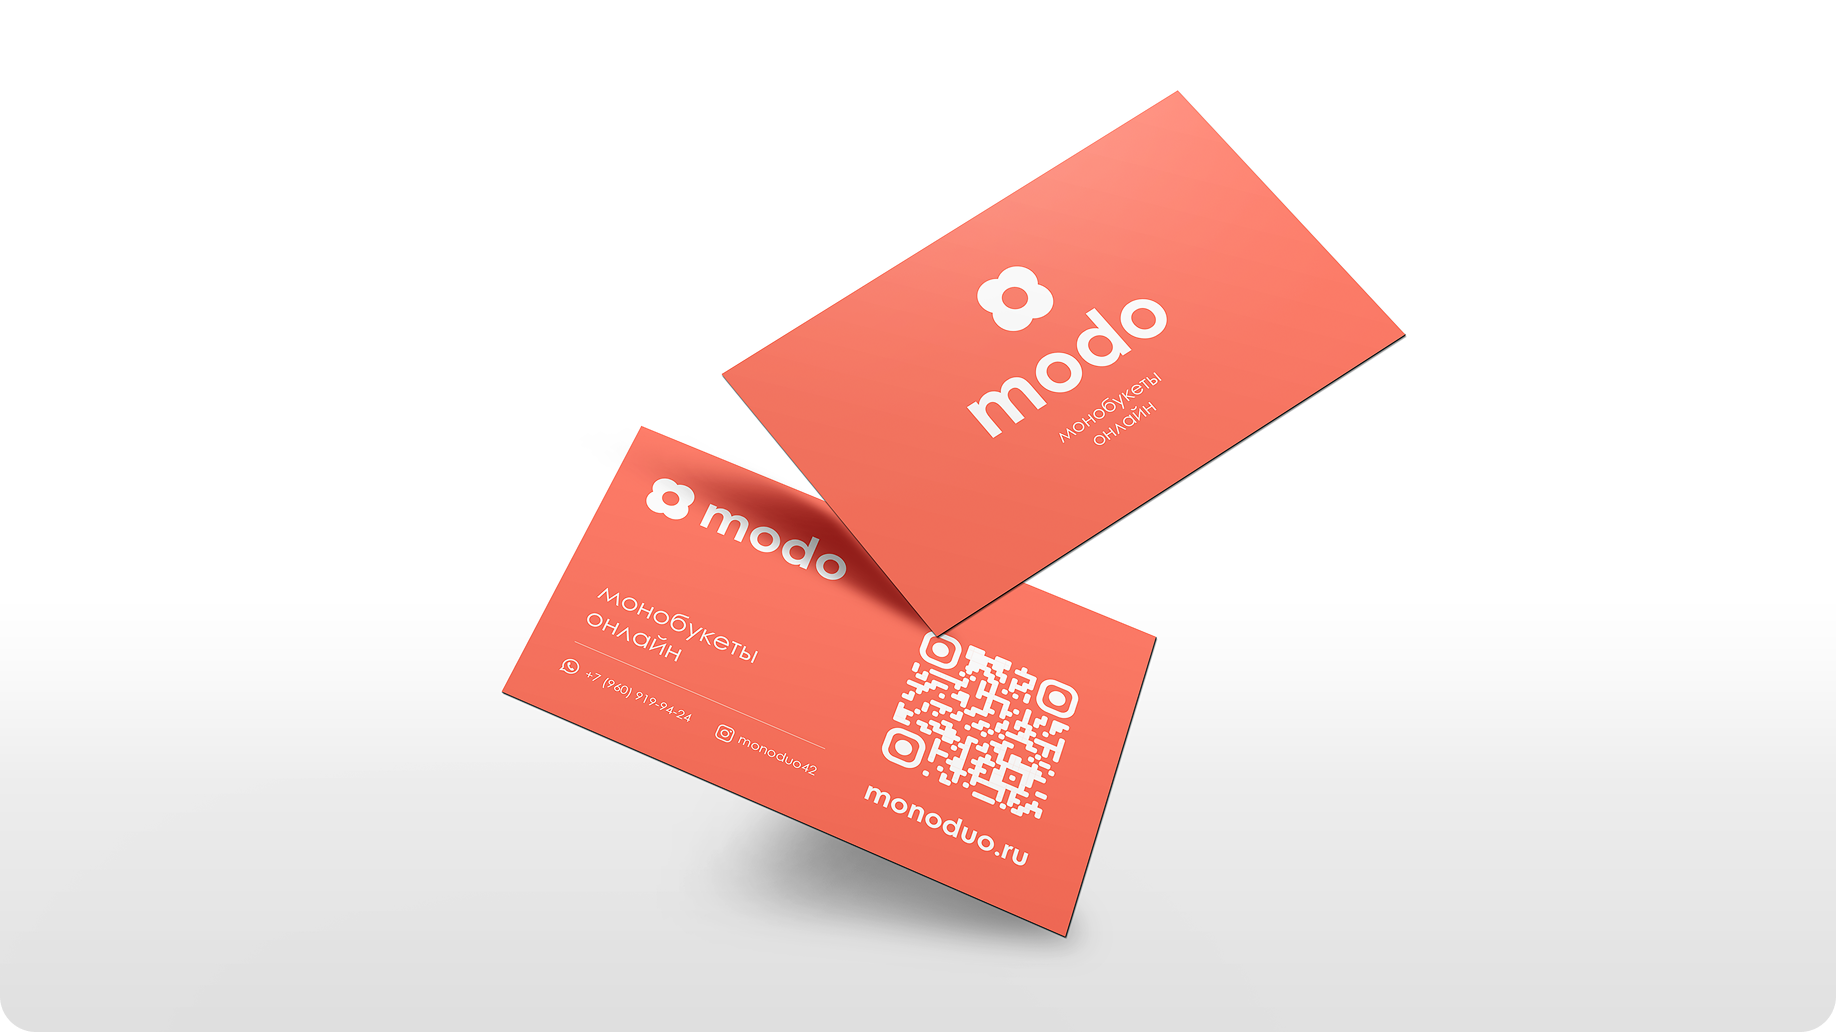 modo
монобукеты
онлайн
modo
монобукеты
онлайн
+7 (960) 919-94-24
monoduo42
monoduo.ru